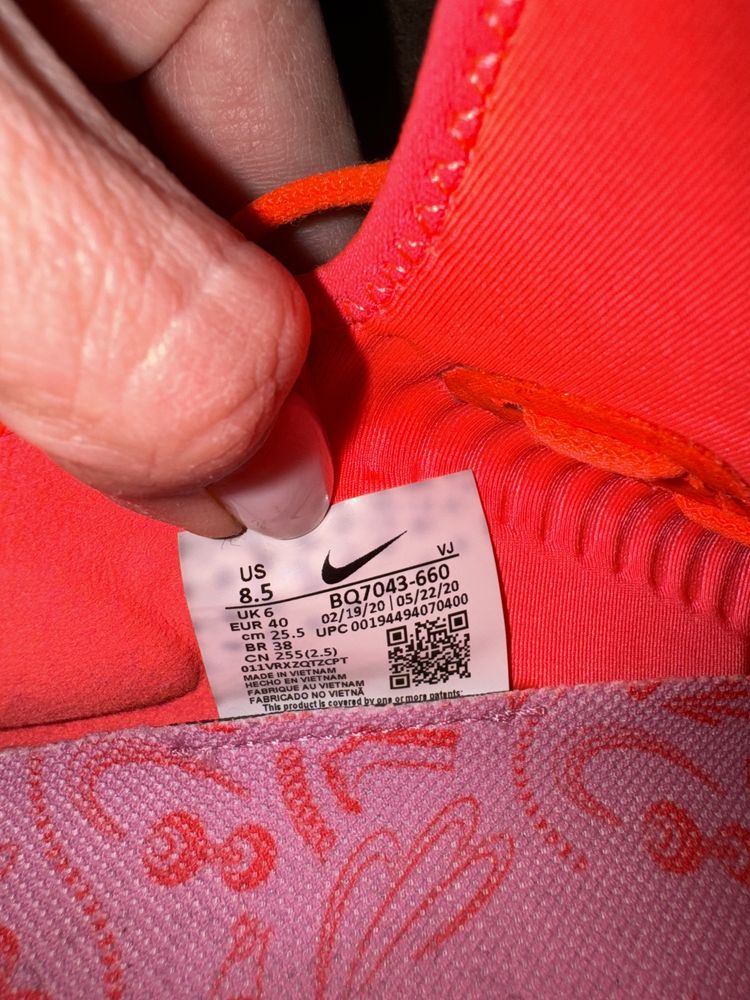 US
8.5
VJ
BQ7043-660
02/19/20 | 05/22/20
UPC 00194494070400
UK 6
EUR 40
cm 25.5
BR 38
CN 255(2.5)
011VRXZQTZCPT
MADE IN VIETNAM
HECHO EN VIETNAM
FABRIQUE AU VIETNAM
FABRICADO NO VIETNÃ
This product is covered by one or more patents: